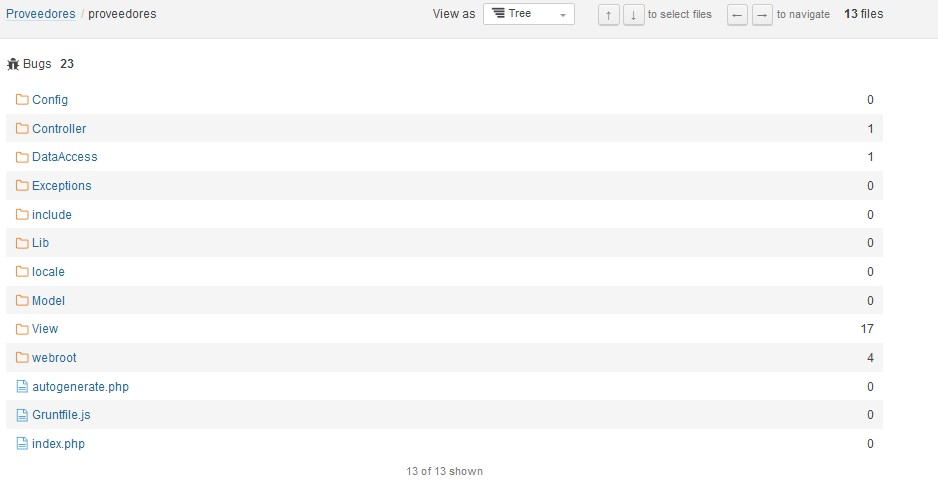 Proveedores / proveedores View as Tree ↑ ↓ to select files ← → to navigate 13 files
Bugs 23
Config 0
Controller 1
DataAccess 1
Exceptions 0
include 0
Lib 0
locale 0
Model 0
View 17
webroot 4
autogenerate.php 0
Gruntfile.js 0
index.php 0
13 of 13 shown